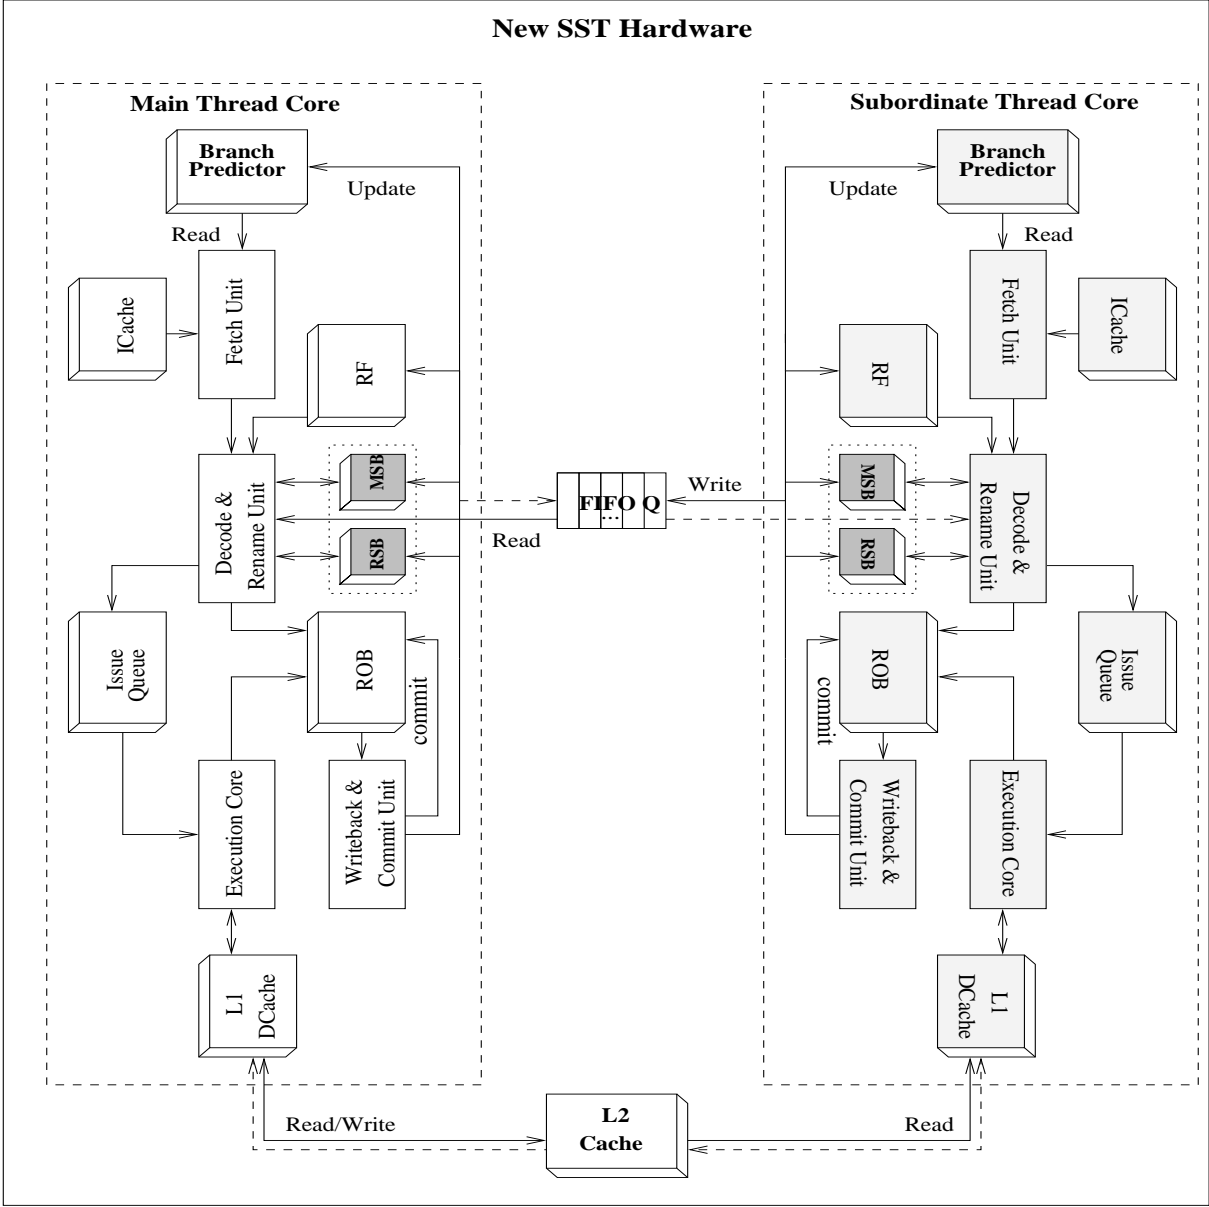 New SST Hardware
Main Thread Core
Branch
Predictor
Update
Read
ICache
Fetch Unit
RF
MSB
Decode &
Rename Unit
RSB
Issue
Queue
ROB
commit
Execution Core
Writeback &
Commit Unit
L1
DCache
Read/Write
FIFO Q
...
Write
Read
L2
Cache
Subordinate Thread Core
Branch
Predictor
Update
Read
Fetch Unit
ICache
RF
MSB
Decode &
Rename Unit
RSB
ROB
Issue
Queue
commit
Writeback &
Commit Unit
Execution Core
L1
DCache
Read